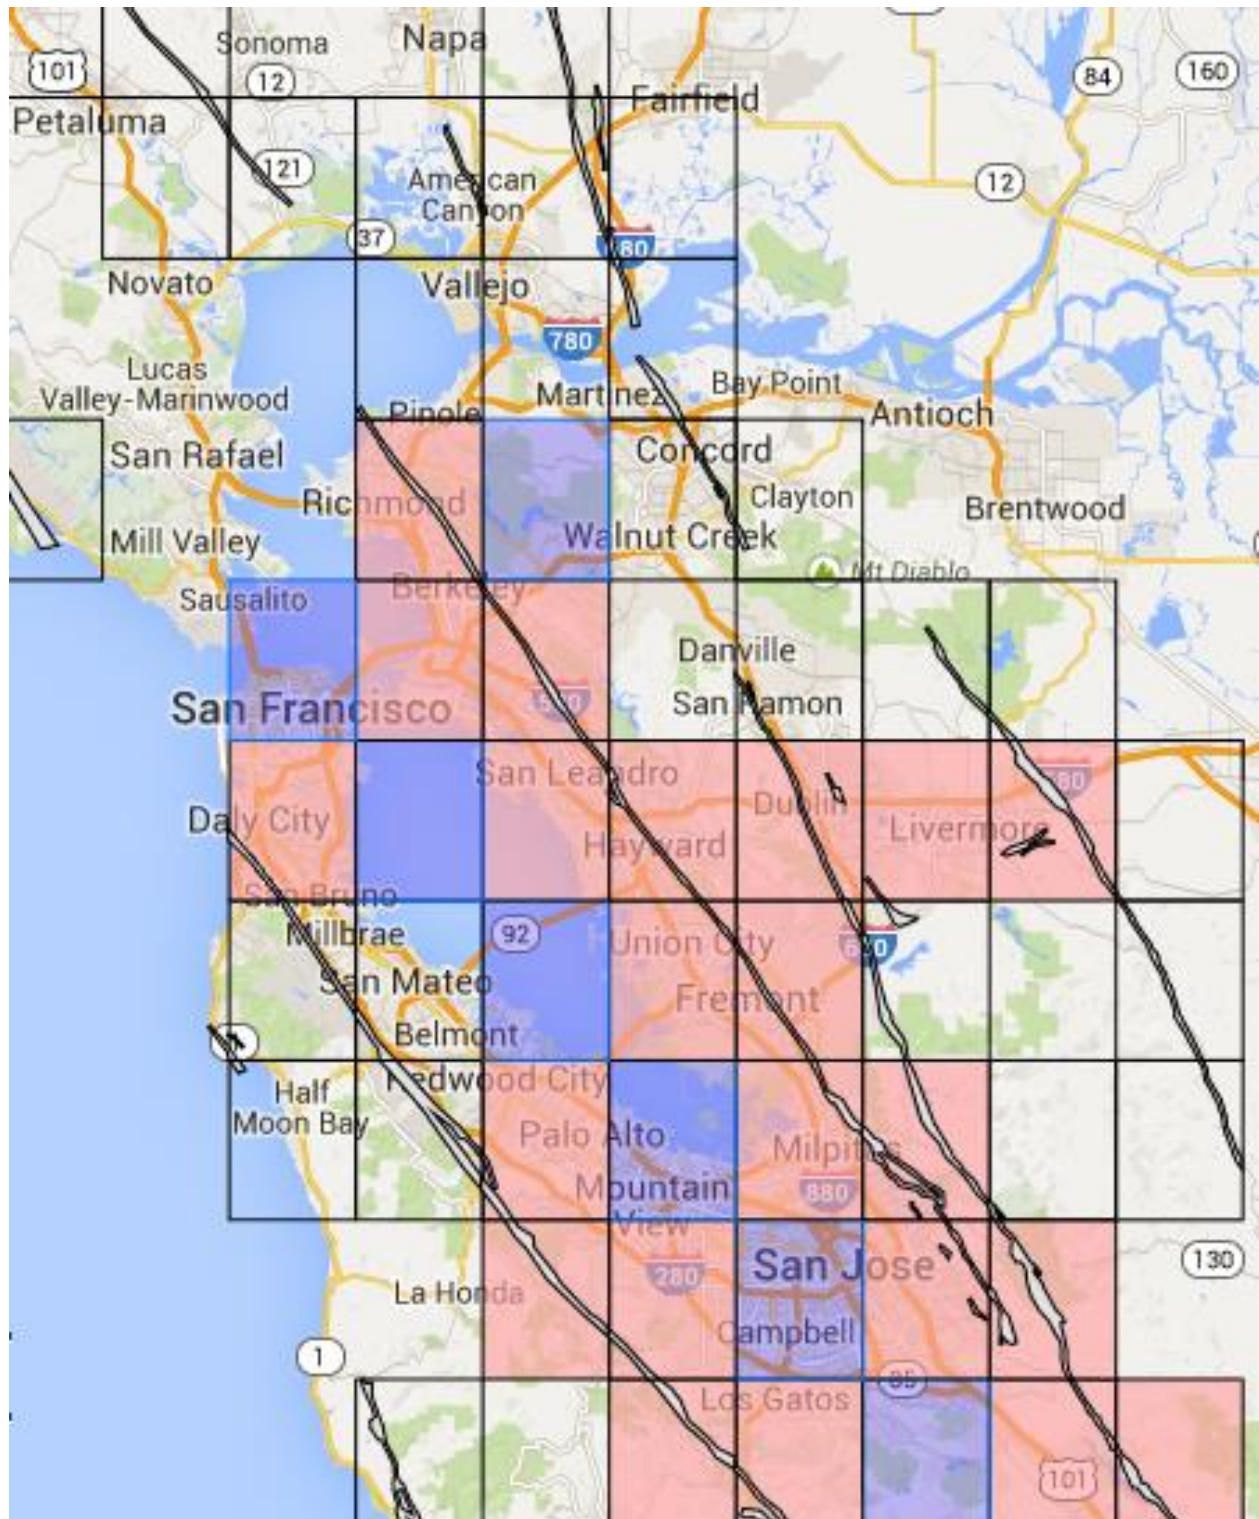 Sonoma
Napa
101
12
84
160
Fairfield
Petaluma
121
American
Canyon
12
37
80
Novato
Vallejo
780
Lucas
Valley-Marinwood
Bay Point
Martinez
Pinole
Antioch
San Rafael
Concord
Richmond
Clayton
Brentwood
Mill Valley
Walnut Creek
Mt Diablo
Berkeley
Sausalito
Danville
San Ramon
San Francisco
San Leandro
Dublin
Daly City
Livermore
Hayward
San Bruno
Millbrae
92
Union City
680
San Mateo
Fremont
Belmont
Redwood City
Half
Moon Bay
Palo Alto
Milpitas
Mountain
View
880
San Jose
130
280
La Honda
Campbell
1
85
Los Gatos
101